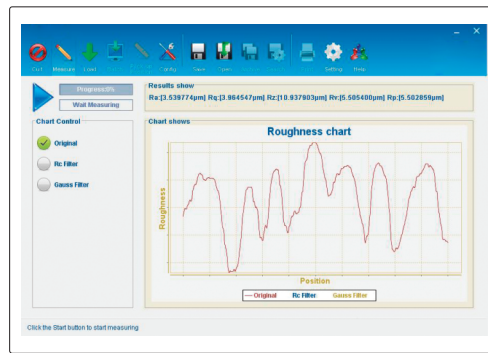 Exit Measure Load Config Save Open Setting Help
Progress:0%
Wait Measuring
Results show
Ra:[3.539774µm] Rq:[3.964547µm] Rz:[10.937903µm] Rv:[5.505400µm] Rp:[5.502859µm]
Chart Control
Original
Rc Filter
Gauss Filter
Chart shows
Roughness chart
Roughness
Position
Original Rc Filter Gauss Filter
Click the Start button to start measuring